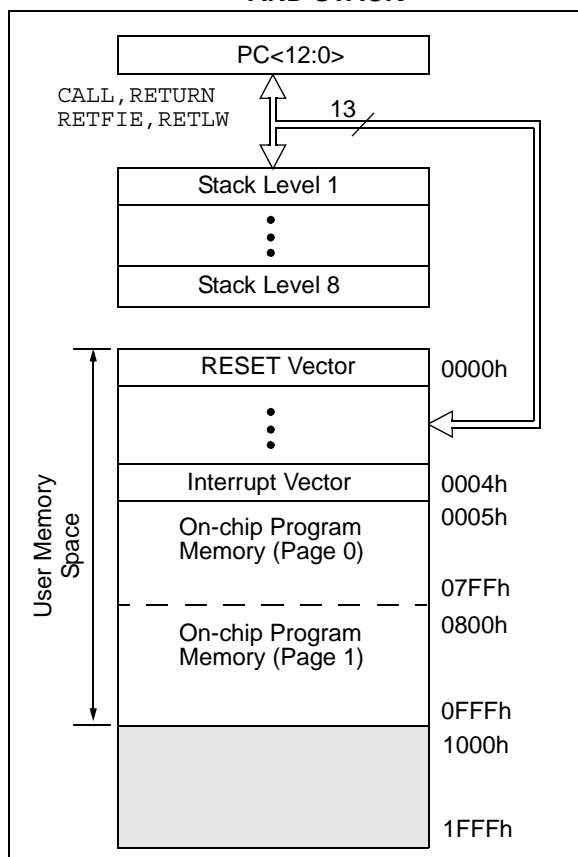 PC<12:0>
CALL,RETURN
RETFIE,RETLW
13
Stack Level 1
Stack Level 8
RESET Vector
0000h
Interrupt Vector
0004h
0005h
On-chip Program
Memory (Page 0)
07FFh
0800h
On-chip Program
Memory (Page 1)
0FFFh
1000h
1FFFh
User Memory
Space